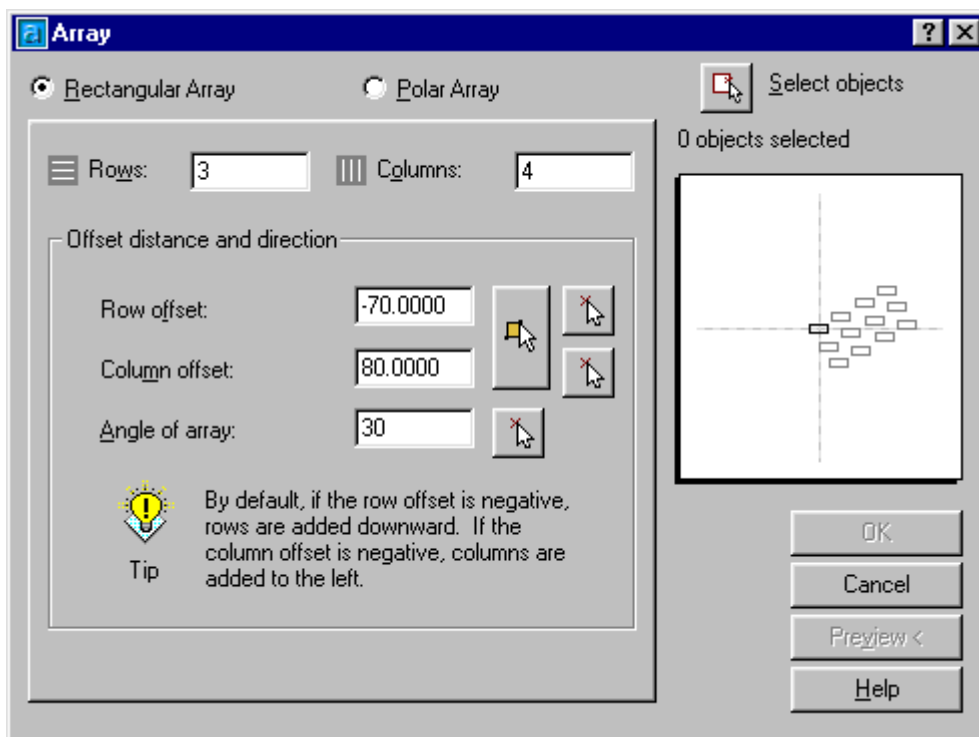 a Array
Rectangular Array Polar Array Select objects
0 objects selected
Rows: 3 Columns: 4
Offset distance and direction
Row offset: -70.0000
Column offset: 80.0000
Angle of array: 30
By default, if the row offset is negative,
rows are added downward. If the
column offset is negative, columns are
added to the left.
Tip
OK
Cancel
Preview <
Help